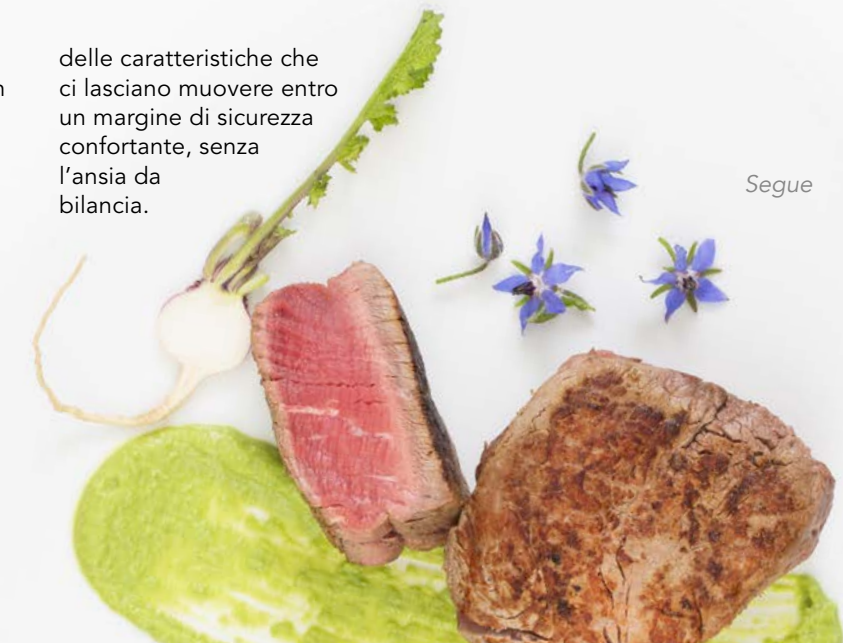 delle caratteristiche che
ci lasciano muovere entro
un margine di sicurezza
confortante, senza
l’ansia da
bilancia.
Segue